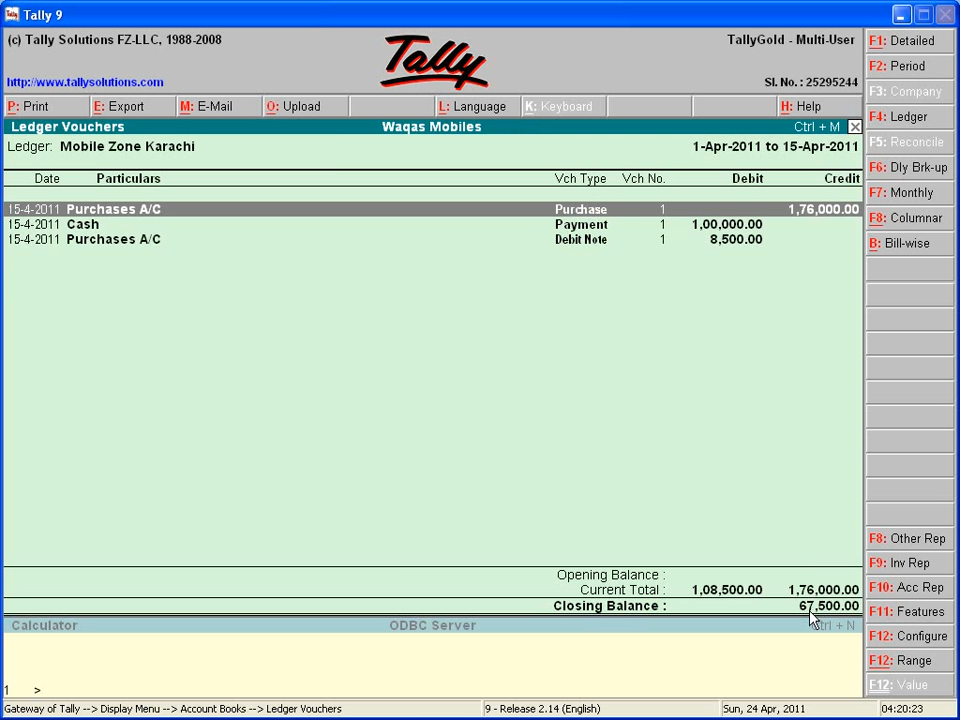 Tally 9
(c) Tally Solutions FZ-LLC, 1988-2008
Tally
TallyGold - Multi-User
http://www.tallysolutions.com
Sl. No.: 25295244
P: Print E: Export M: E-Mail O: Upload L: Language K: Keyboard H: Help
Ledger Vouchers Waqas Mobiles Ctrl + M
Ledger: Mobile Zone Karachi 1-Apr-2011 to 15-Apr-2011
Date Particulars Vch Type Vch No. Debit Credit
15-4-2011 Purchases A/C Purchase 1 1,76,000.00
15-4-2011 Cash Payment 1 1,00,000.00
15-4-2011 Purchases A/C Debit Note 1 8,500.00
Opening Balance :
Current Total : 1,08,500.00 1,76,000.00
Closing Balance : 67,500.00
Calculator ODBC Server Ctrl + N
1 >
F1: Detailed
F2: Period
F3: Company
F4: Ledger
F5: Reconcile
F6: Dly Brk-up
F7: Monthly
F8: Columnar
B: Bill-wise
F8: Other Rep
F9: Inv Rep
F10: Acc Rep
F11: Features
F12: Configure
F12: Range
F12: Value
Gateway of Tally --> Display Menu --> Account Books --> Ledger Vouchers 9 - Release 2.14 (English) Sun, 24 Apr, 2011 04:20:23